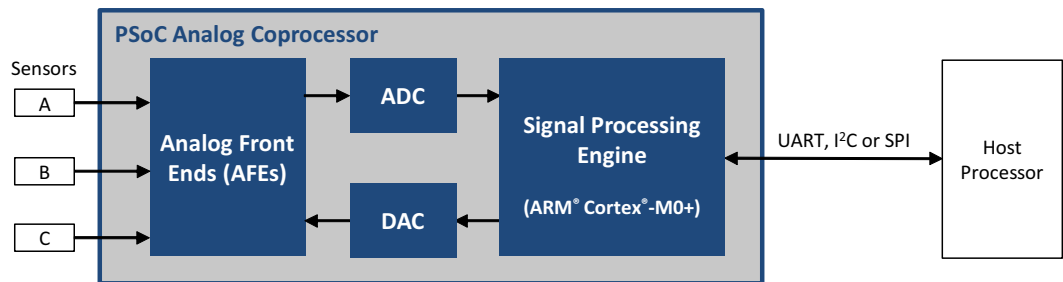 PSoC Analog Coprocessor
Sensors
A
B
C
Analog Front
Ends (AFEs)
ADC
DAC
Signal Processing
Engine
(ARM® Cortex®-M0+)
UART, I²C or SPI
Host
Processor